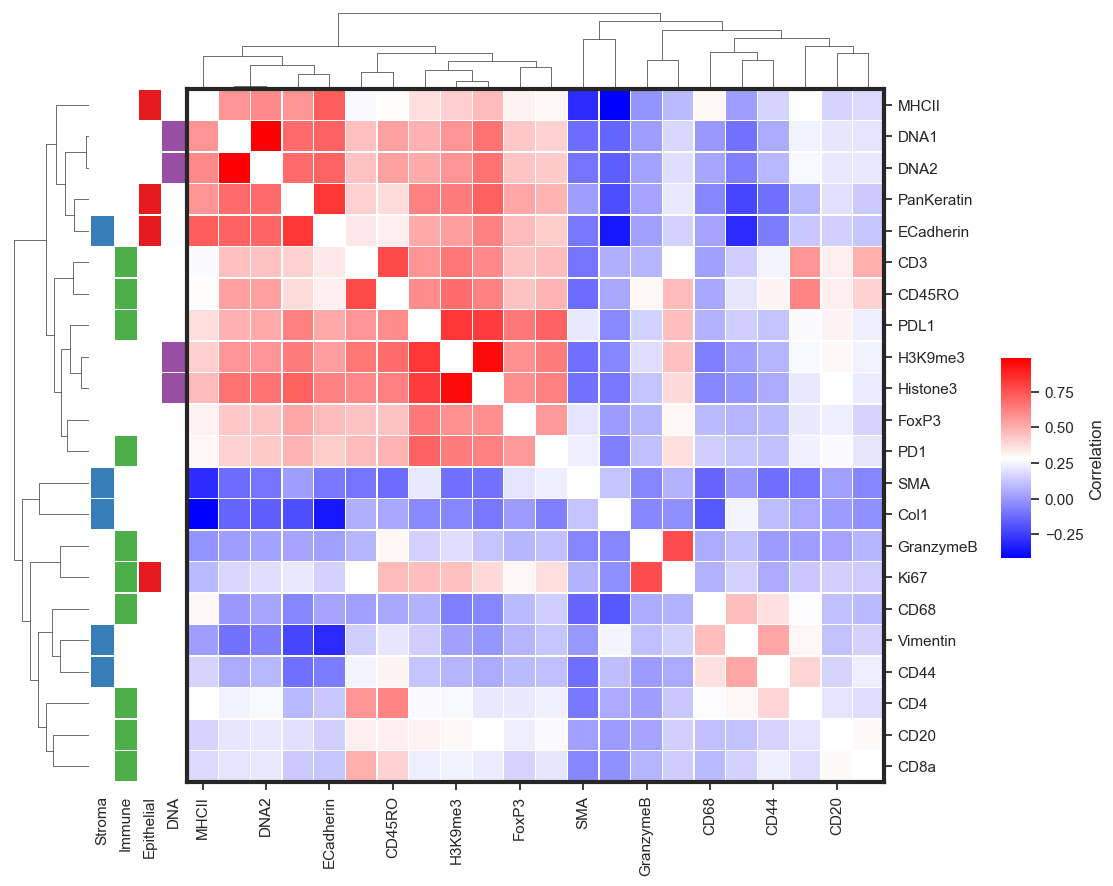 MHCII
DNA1
DNA2
PanKeratin
ECadherin
CD3
CD45RO
PDL1
H3K9me3
Histone3
FoxP3
PD1
SMA
Col1
GranzymeB
Ki67
CD68
Vimentin
CD44
CD4
CD20
CD8a
0.75
0.50
0.25
0.00
−0.25
Correlation
Stroma
Immune
Epithelial
DNA
MHCII
DNA2
ECadherin
CD45RO
H3K9me3
FoxP3
SMA
GranzymeB
CD68
CD44
CD20